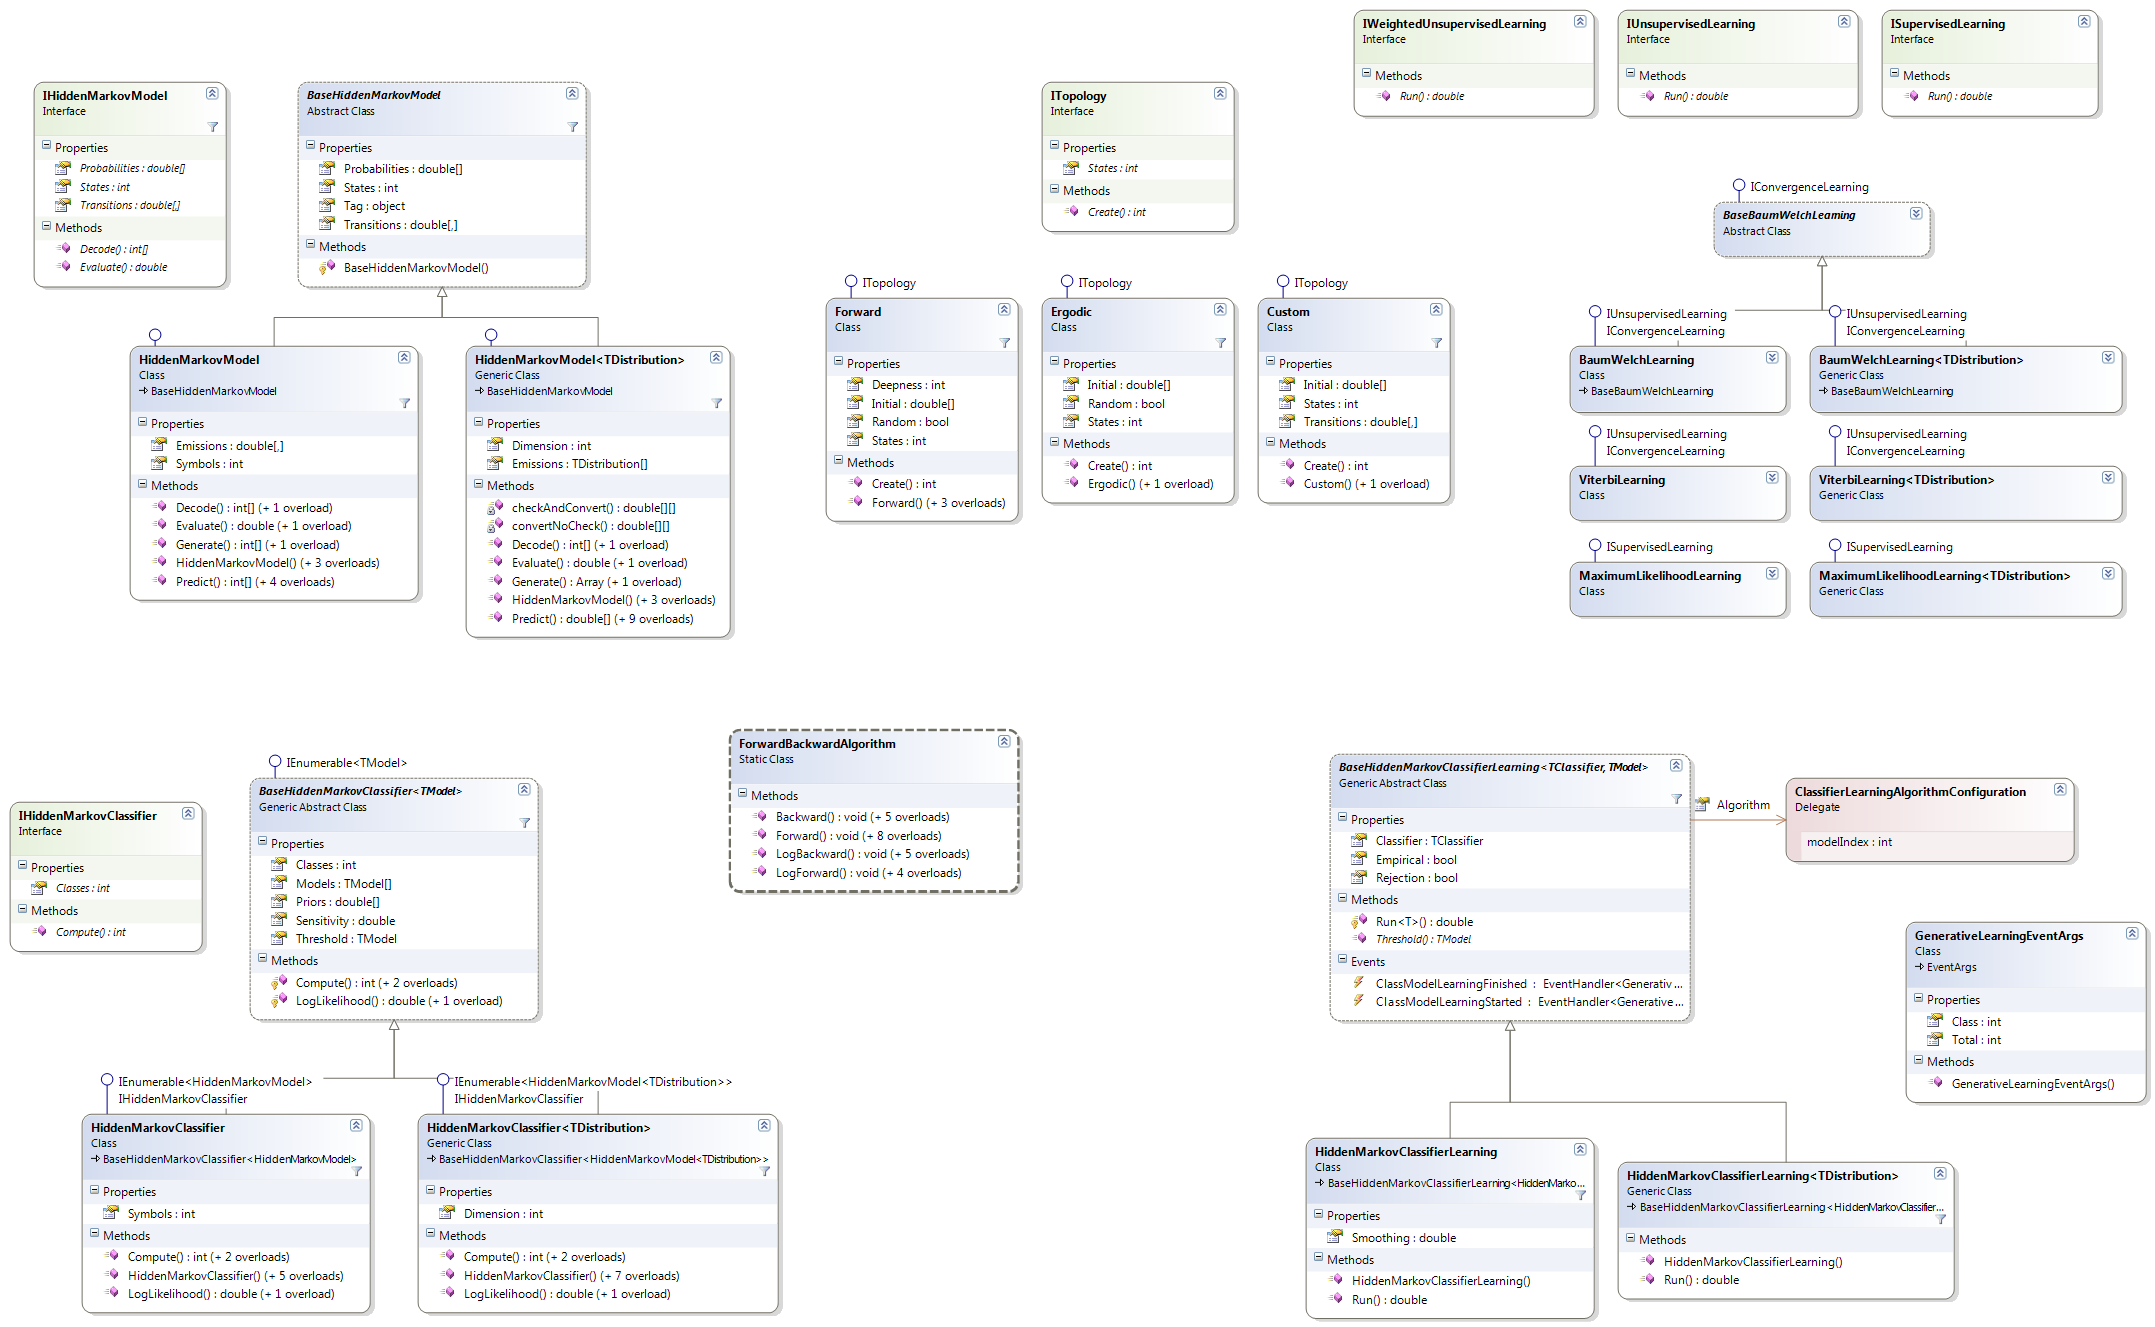 IWeightedUnsupervisedLearning
Interface
Methods
Run() : double
IUnsupervisedLearning
Interface
Methods
Run() : double
ISupervisedLearning
Interface
Methods
Run() : double
IHiddenMarkovModel
Interface
Properties
Probabilities : double[]
States : int
Transitions : double[,]
Methods
Decode() : int[]
Evaluate() : double
BaseHiddenMarkovModel
Abstract Class
Properties
Probabilities : double[]
States : int
Tag : object
Transitions : double[,]
Methods
BaseHiddenMarkovModel()
ITopology
Interface
Properties
States : int
Methods
Create() : int
IConvergenceLearning
BaseBaumWelchLearning
Abstract Class
HiddenMarkovModel
Class
BaseHiddenMarkovModel
Properties
Emissions : double[,]
Symbols : int
Methods
Decode() : int[] (+ 1 overload)
Evaluate() : double (+ 1 overload)
Generate() : int[] (+ 1 overload)
HiddenMarkovModel() (+ 3 overloads)
Predict() : int[] (+ 4 overloads)
HiddenMarkovModel<TDistribution>
Generic Class
BaseHiddenMarkovModel
Properties
Dimension : int
Emissions : TDistribution[]
Methods
checkAndConvert() : double[][]
convertNoCheck() : double[][]
Decode() : int[] (+ 1 overload)
Evaluate() : double (+ 1 overload)
Generate() : Array (+ 1 overload)
HiddenMarkovModel() (+ 3 overloads)
Predict() : double[] (+ 9 overloads)
ITopology
Forward
Class
Properties
Deepness : int
Initial : double[]
Random : bool
States : int
Methods
Create() : int
Forward() (+ 3 overloads)
ITopology
Ergodic
Class
Properties
Initial : double[]
Random : bool
States : int
Methods
Create() : int
Ergodic() (+ 1 overload)
ITopology
Custom
Class
Properties
Initial : double[]
States : int
Transitions : double[,]
Methods
Create() : int
Custom() (+ 1 overload)
IUnsupervisedLearning
IConvergenceLearning
BaumWelchLearning
Class
BaseBaumWelchLearning
IUnsupervisedLearning
IConvergenceLearning
BaumWelchLearning<TDistribution>
Generic Class
BaseBaumWelchLearning
IUnsupervisedLearning
IConvergenceLearning
ViterbiLearning
Class
IUnsupervisedLearning
IConvergenceLearning
ViterbiLearning<TDistribution>
Generic Class
ISupervisedLearning
MaximumLikelihoodLearning
Class
ISupervisedLearning
MaximumLikelihoodLearning<TDistribution>
Generic Class
IHiddenMarkovClassifier
Interface
Properties
Classes : int
Methods
Compute() : int
IEnumerable<TModel>
BaseHiddenMarkovClassifier<TModel>
Generic Abstract Class
Properties
Classes : int
Models : TModel[]
Priors : double[]
Sensitivity : double
Threshold : TModel
Methods
Compute() : int (+ 2 overloads)
LogLikelihood() : double (+ 1 overload)
ForwardBackwardAlgorithm
Static Class
Methods
Backward() : void (+ 5 overloads)
Forward() : void (+ 8 overloads)
LogBackward() : void (+ 5 overloads)
LogForward() : void (+ 4 overloads)
BaseHiddenMarkovClassifierLearning<TClassifier, TModel>
Generic Abstract Class
Properties
Classifier : TClassifier
Empirical : bool
Rejection : bool
Methods
Run<T>() : double
Threshold() : TModel
Events
ClassModelLearningFinished : EventHandler<Generativ...
ClassModelLearningStarted : EventHandler<Generative...
Algorithm
ClassifierLearningAlgorithmConfiguration
Delegate
modelIndex : int
GenerativeLearningEventArgs
Class
EventArgs
Properties
Class : int
Total : int
Methods
GenerativeLearningEventArgs()
IEnumerable<HiddenMarkovModel>
IHiddenMarkovClassifier
HiddenMarkovClassifier
Class
BaseHiddenMarkovClassifier<HiddenMarkovModel>
Properties
Symbols : int
Methods
Compute() : int (+ 2 overloads)
HiddenMarkovClassifier() (+ 5 overloads)
LogLikelihood() : double (+ 1 overload)
IEnumerable<HiddenMarkovModel<TDistribution>>
IHiddenMarkovClassifier
HiddenMarkovClassifier<TDistribution>
Generic Class
BaseHiddenMarkovClassifier<HiddenMarkovModel<TDistribution>>
Properties
Dimension : int
Methods
Compute() : int (+ 2 overloads)
HiddenMarkovClassifier() (+ 7 overloads)
LogLikelihood() : double (+ 1 overload)
HiddenMarkovClassifierLearning
Class
BaseHiddenMarkovClassifierLearning<HiddenMarko...
Properties
Smoothing : double
Methods
HiddenMarkovClassifierLearning()
Run() : double
HiddenMarkovClassifierLearning<TDistribution>
Generic Class
BaseHiddenMarkovClassifierLearning<HiddenMarkovClassifier...
Methods
HiddenMarkovClassifierLearning()
Run() : double